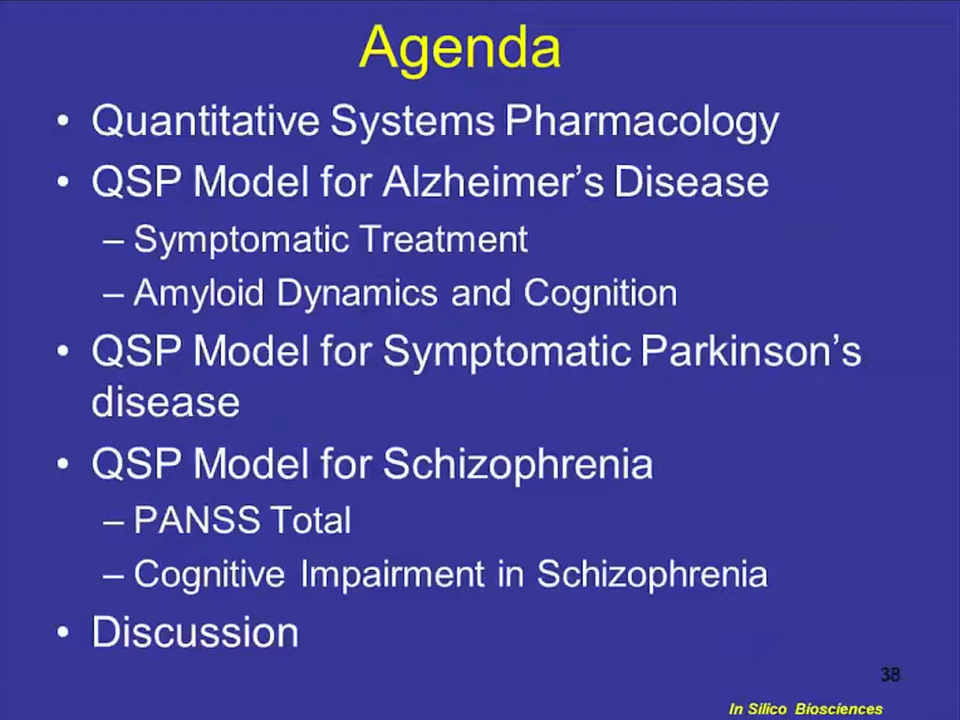 Agenda
• Quantitative Systems Pharmacology
• QSP Model for Alzheimer’s Disease
– Symptomatic Treatment
– Amyloid Dynamics and Cognition
• QSP Model for Symptomatic Parkinson’s
disease
• QSP Model for Schizophrenia
– PANSS Total
– Cognitive Impairment in Schizophrenia
• Discussion
38
In Silico Biosciences